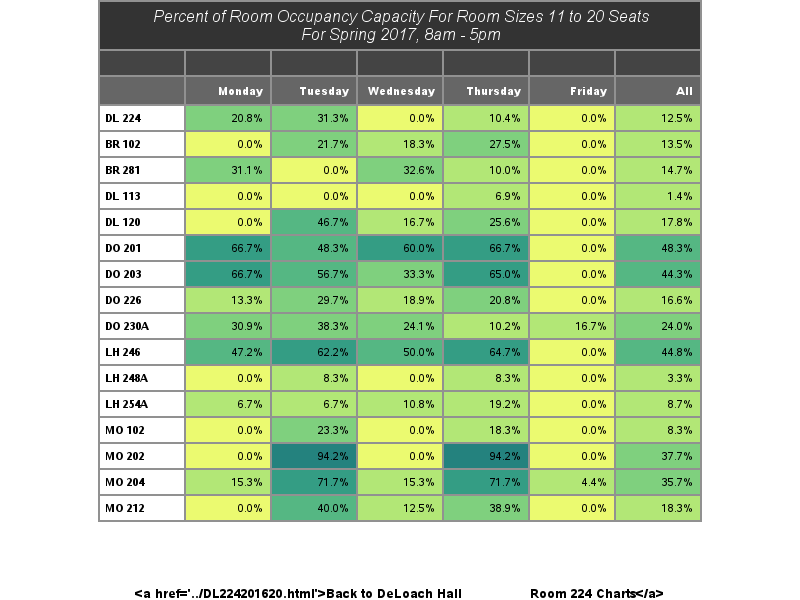 Percent of Room Occupancy Capacity For Room Sizes 11 to 20 Seats
For Spring 2017, 8am - 5pm
Monday Tuesday Wednesday Thursday Friday All
DL 224 20.8% 31.3% 0.0% 10.4% 0.0% 12.5%
BR 102 0.0% 21.7% 18.3% 27.5% 0.0% 13.5%
BR 281 31.1% 0.0% 32.6% 10.0% 0.0% 14.7%
DL 113 0.0% 0.0% 0.0% 6.9% 0.0% 1.4%
DL 120 0.0% 46.7% 16.7% 25.6% 0.0% 17.8%
DO 201 66.7% 48.3% 60.0% 66.7% 0.0% 48.3%
DO 203 66.7% 56.7% 33.3% 65.0% 0.0% 44.3%
DO 226 13.3% 29.7% 18.9% 20.8% 0.0% 16.6%
DO 230A 30.9% 38.3% 24.1% 10.2% 16.7% 24.0%
LH 246 47.2% 62.2% 50.0% 64.7% 0.0% 44.8%
LH 248A 0.0% 8.3% 0.0% 8.3% 0.0% 3.3%
LH 254A 6.7% 6.7% 10.8% 19.2% 0.0% 8.7%
MO 102 0.0% 23.3% 0.0% 18.3% 0.0% 8.3%
MO 202 0.0% 94.2% 0.0% 94.2% 0.0% 37.7%
MO 204 15.3% 71.7% 15.3% 71.7% 4.4% 35.7%
MO 212 0.0% 40.0% 12.5% 38.9% 0.0% 18.3%
<a href='../DL224201620.html'>Back to DeLoach Hall Room 224 Charts</a>